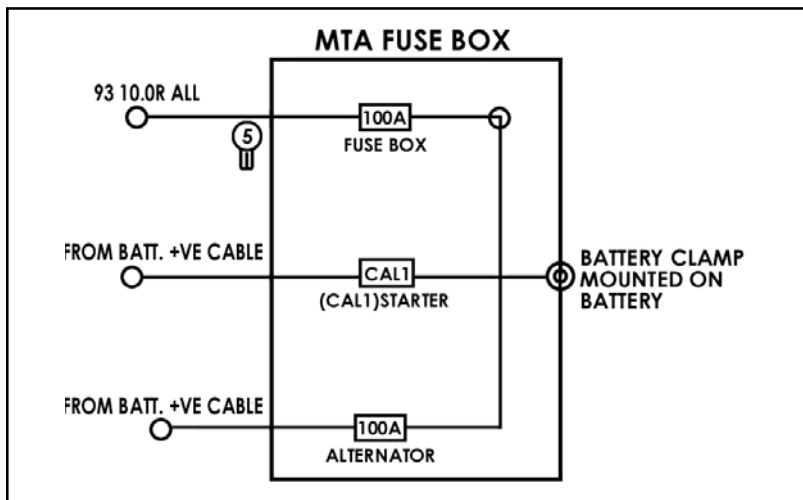 MTA FUSE BOX
93 10.0R ALL
100A
5
FUSE BOX
FROM BATT. +VE CABLE
CAL1
(CAL1)STARTER
BATTERY CLAMP
MOUNTED ON
BATTERY
FROM BATT. +VE CABLE
100A
ALTERNATOR